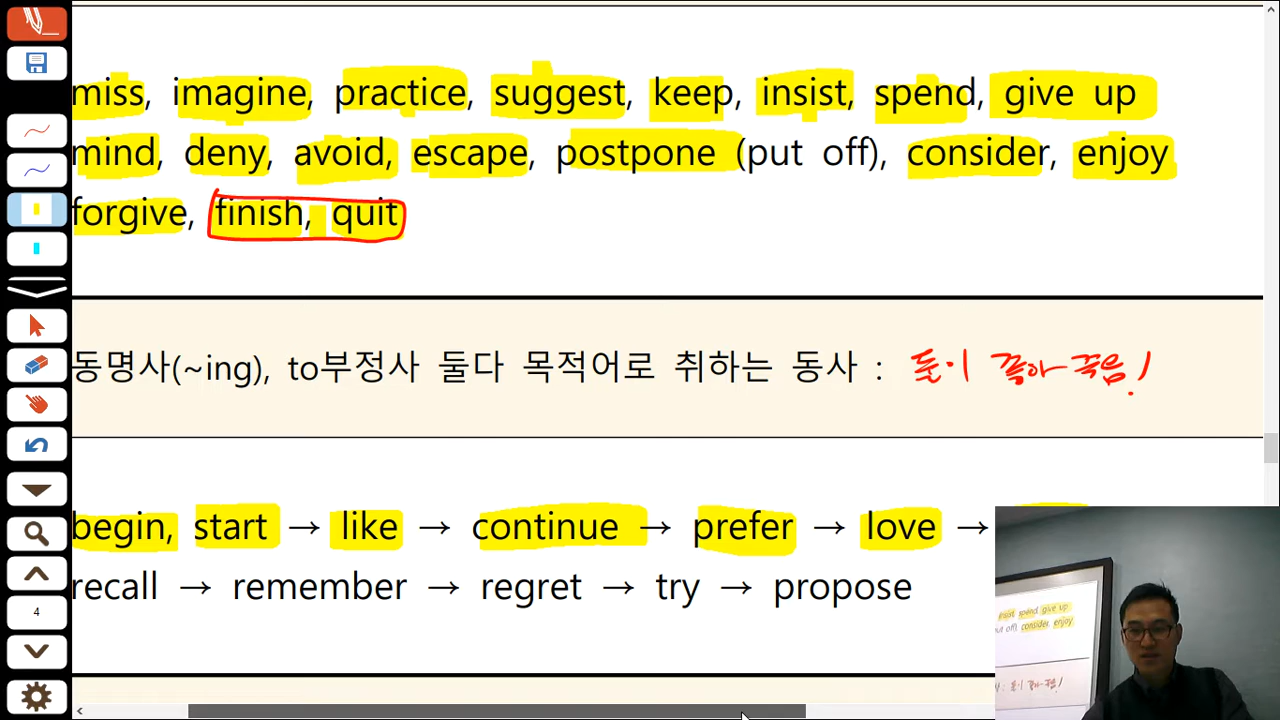 miss, imagine, practice, suggest, keep, insist, spend, give up
mind, deny, avoid, escape, postpone (put off), consider, enjoy
forgive, finish, quit
동명사(~ing), to부정사 둘다 목적어로 취하는 동사 :
begin, start → like → continue → prefer → love →
recall → remember → regret → try → propose
4